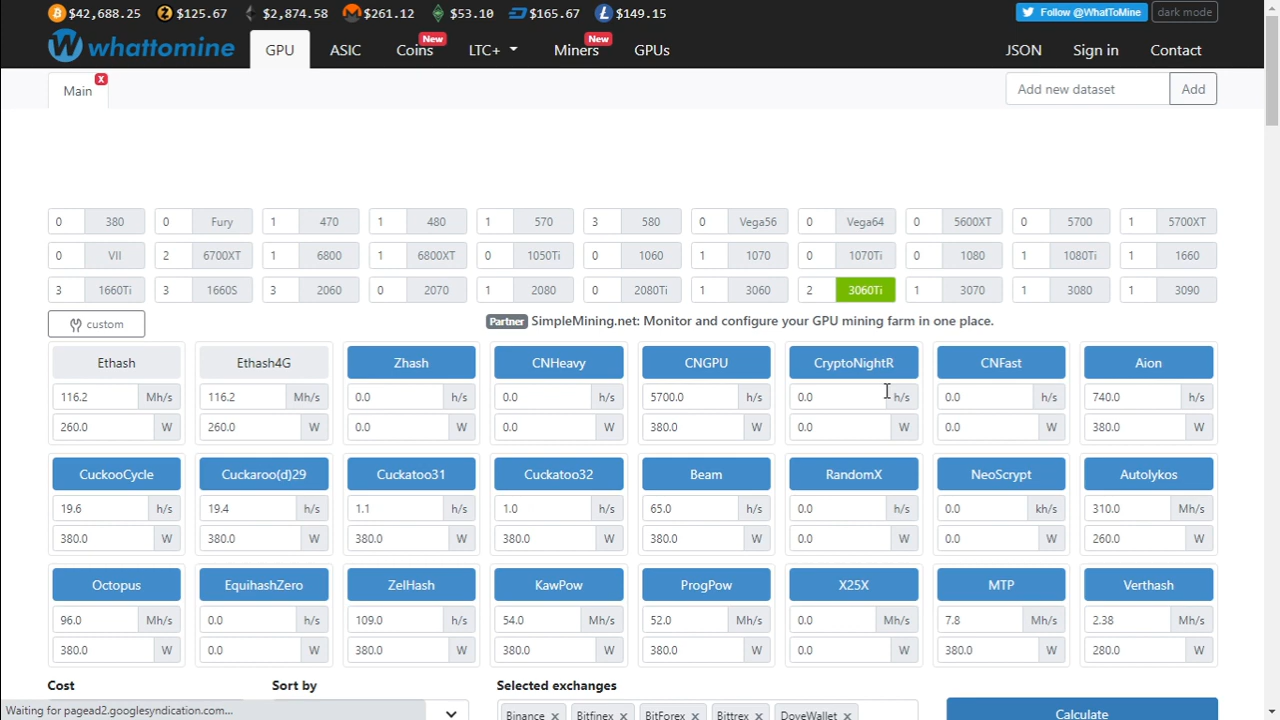 $42,688.25 $125.67 $2,874.58 $261.12 $53.10 $165.67 $149.15 Follow @WhatToMine dark mode
whattomine GPU ASIC Coins New LTC+ Miners New GPUs JSON Sign in Contact
Main x Add new dataset Add
0 380 0 Fury 1 470 1 480 1 570 3 580 0 Vega56 0 Vega64 0 5600XT 0 5700 1 5700XT
0 VII 2 6700XT 1 6800 1 6800XT 0 1050Ti 0 1060 1 1070 0 1070Ti 0 1080 1 1080Ti 1 1660
3 1660Ti 3 1660S 3 2060 0 2070 1 2080 0 2080Ti 1 3060 2 3060Ti 1 3070 1 3080 1 3090
custom Partner SimpleMining.net: Monitor and configure your GPU mining farm in one place.
Ethash Ethash4G Zhash CNHeavy CNGPU CryptoNightR CNFast Aion
116.2 Mh/s 116.2 Mh/s 0.0 h/s 0.0 h/s 5700.0 h/s 0.0 h/s 0.0 h/s 740.0 h/s
260.0 W 260.0 W 0.0 W 0.0 W 380.0 W 0.0 W 0.0 W 380.0 W
CuckooCycle Cuckaroo(d)29 Cuckatoo31 Cuckatoo32 Beam RandomX NeoScrypt Autolykos
19.6 h/s 19.4 h/s 1.1 h/s 1.0 h/s 65.0 h/s 0.0 h/s 0.0 kh/s 310.0 Mh/s
380.0 W 380.0 W 380.0 W 380.0 W 380.0 W 0.0 W 0.0 W 260.0 W
Octopus EquihashZero ZelHash KawPow ProgPow X25X MTP Verthash
96.0 Mh/s 0.0 h/s 109.0 h/s 54.0 Mh/s 52.0 Mh/s 0.0 Mh/s 7.8 Mh/s 2.38 Mh/s
380.0 W 0.0 W 380.0 W 380.0 W 380.0 W 0.0 W 380.0 W 280.0 W
Cost Sort by Selected exchanges
Waiting for pagead2.googlesyndication.com... Binance x Bitfinex x BitForex x Bittrex x DoveWallet x Calculate